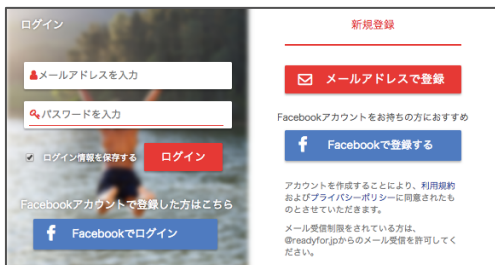 ログイン
メールアドレスを入力
パスワードを入力
ログイン情報を保存する
ログイン
Facebookアカウントで登録した方はこちら
Facebookでログイン
新規登録
メールアドレスで登録
Facebookアカウントをお持ちの方におすすめ
Facebookで登録する
アカウントを作成することにより、利用規約
およびプライバシーポリシーに同意されたも
のとさせていただきます。
メール受信制限をされている方は、
@readyfor.jpからのメール受信を許可してく
ださい。